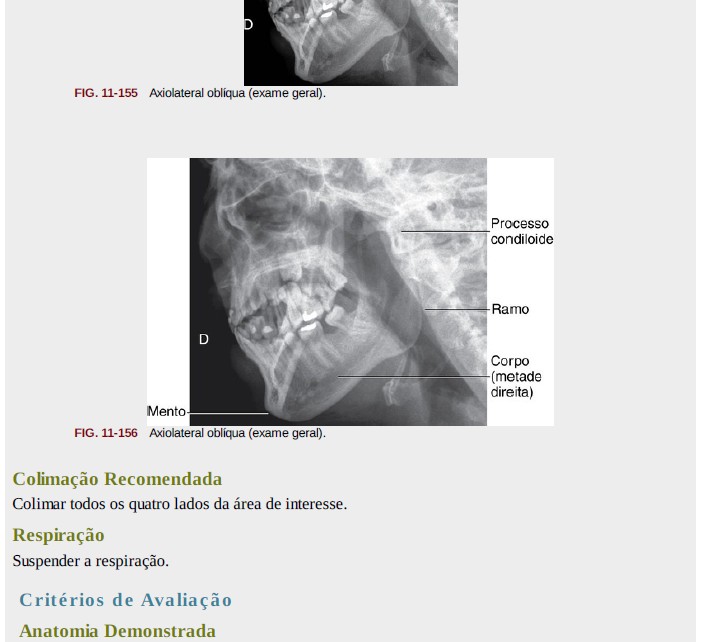 D
FIG. 11-155 Axiolateral oblíqua (exame geral).
Processo
condiloide
Ramo
D
Corpo
(metade
direita)
Mento
FIG. 11-156 Axiolateral oblíqua (exame geral).
Colimação Recomendada
Colimar todos os quatro lados da área de interesse.
Respiração
Suspender a respiração.
Critérios de Avaliação
Anatomia Demonstrada